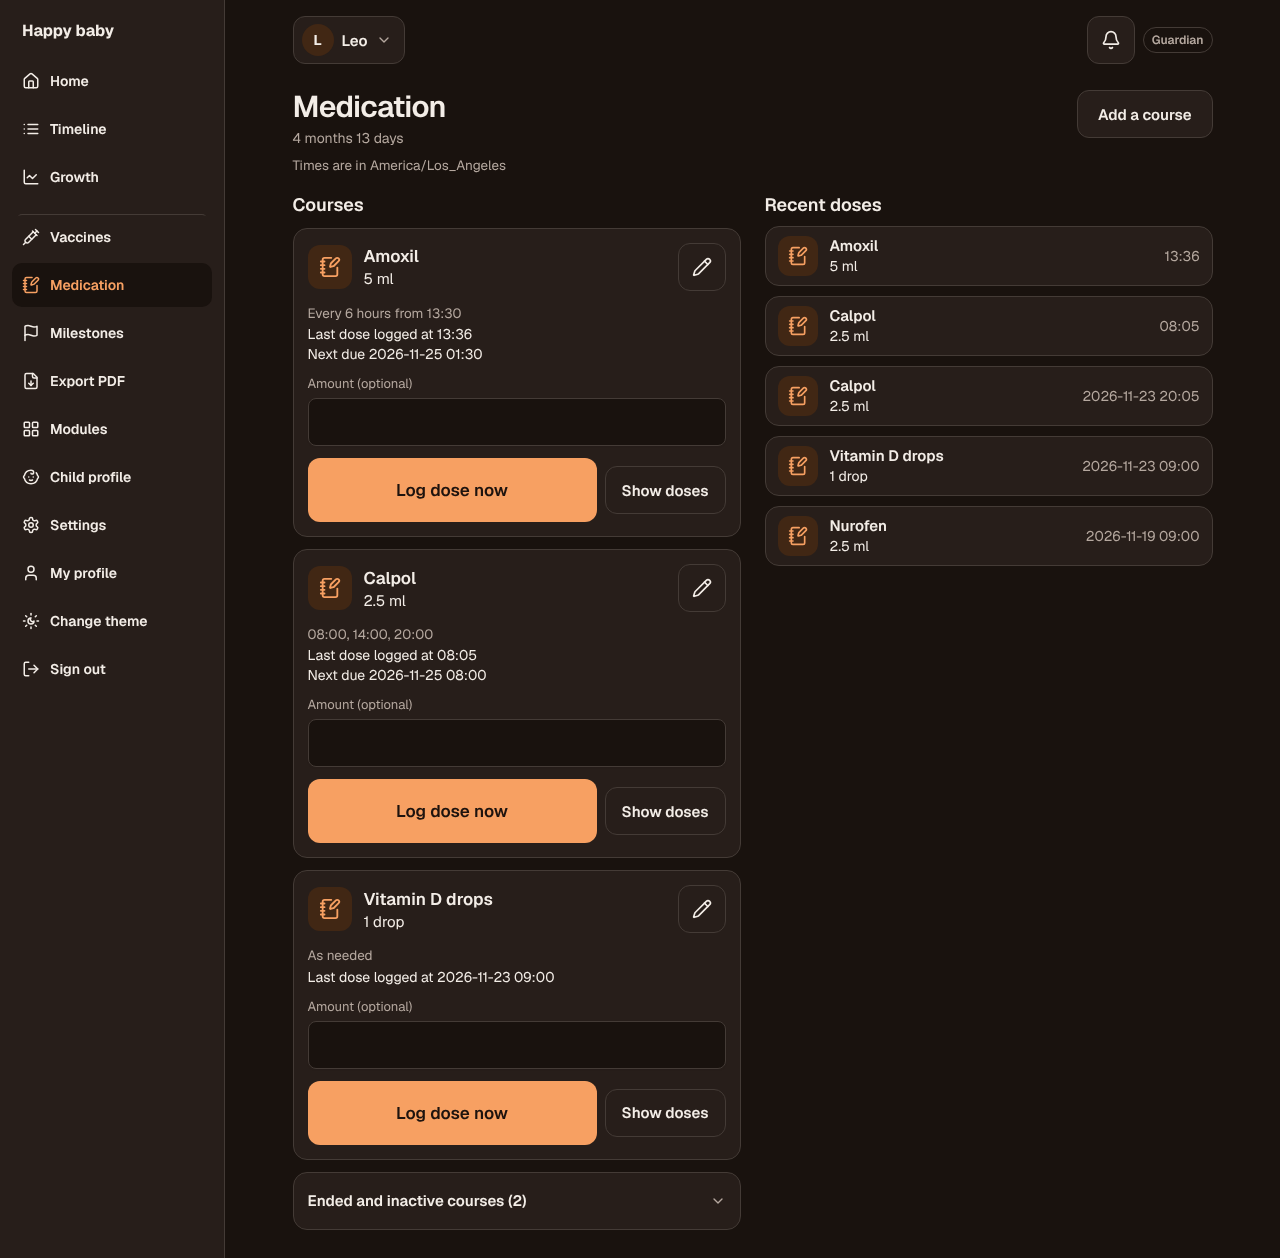 Happy baby
Home
Timeline
Growth
Vaccines
Medication
Milestones
Export PDF
Modules
Child profile
Settings
My profile
Change theme
Sign out
L Leo
Guardian
Medication
4 months 13 days
Times are in America/Los_Angeles
Add a course
Courses
Amoxil
5 ml
Every 6 hours from 13:30
Last dose logged at 13:36
Next due 2026-11-25 01:30
Amount (optional)
Log dose now
Show doses
Calpol
2.5 ml
08:00, 14:00, 20:00
Last dose logged at 08:05
Next due 2026-11-25 08:00
Amount (optional)
Log dose now
Show doses
Vitamin D drops
1 drop
As needed
Last dose logged at 2026-11-23 09:00
Amount (optional)
Log dose now
Show doses
Ended and inactive courses (2)
Recent doses
Amoxil
5 ml
13:36
Calpol
2.5 ml
08:05
Calpol
2.5 ml
2026-11-23 20:05
Vitamin D drops
1 drop
2026-11-23 09:00
Nurofen
2.5 ml
2026-11-19 09:00